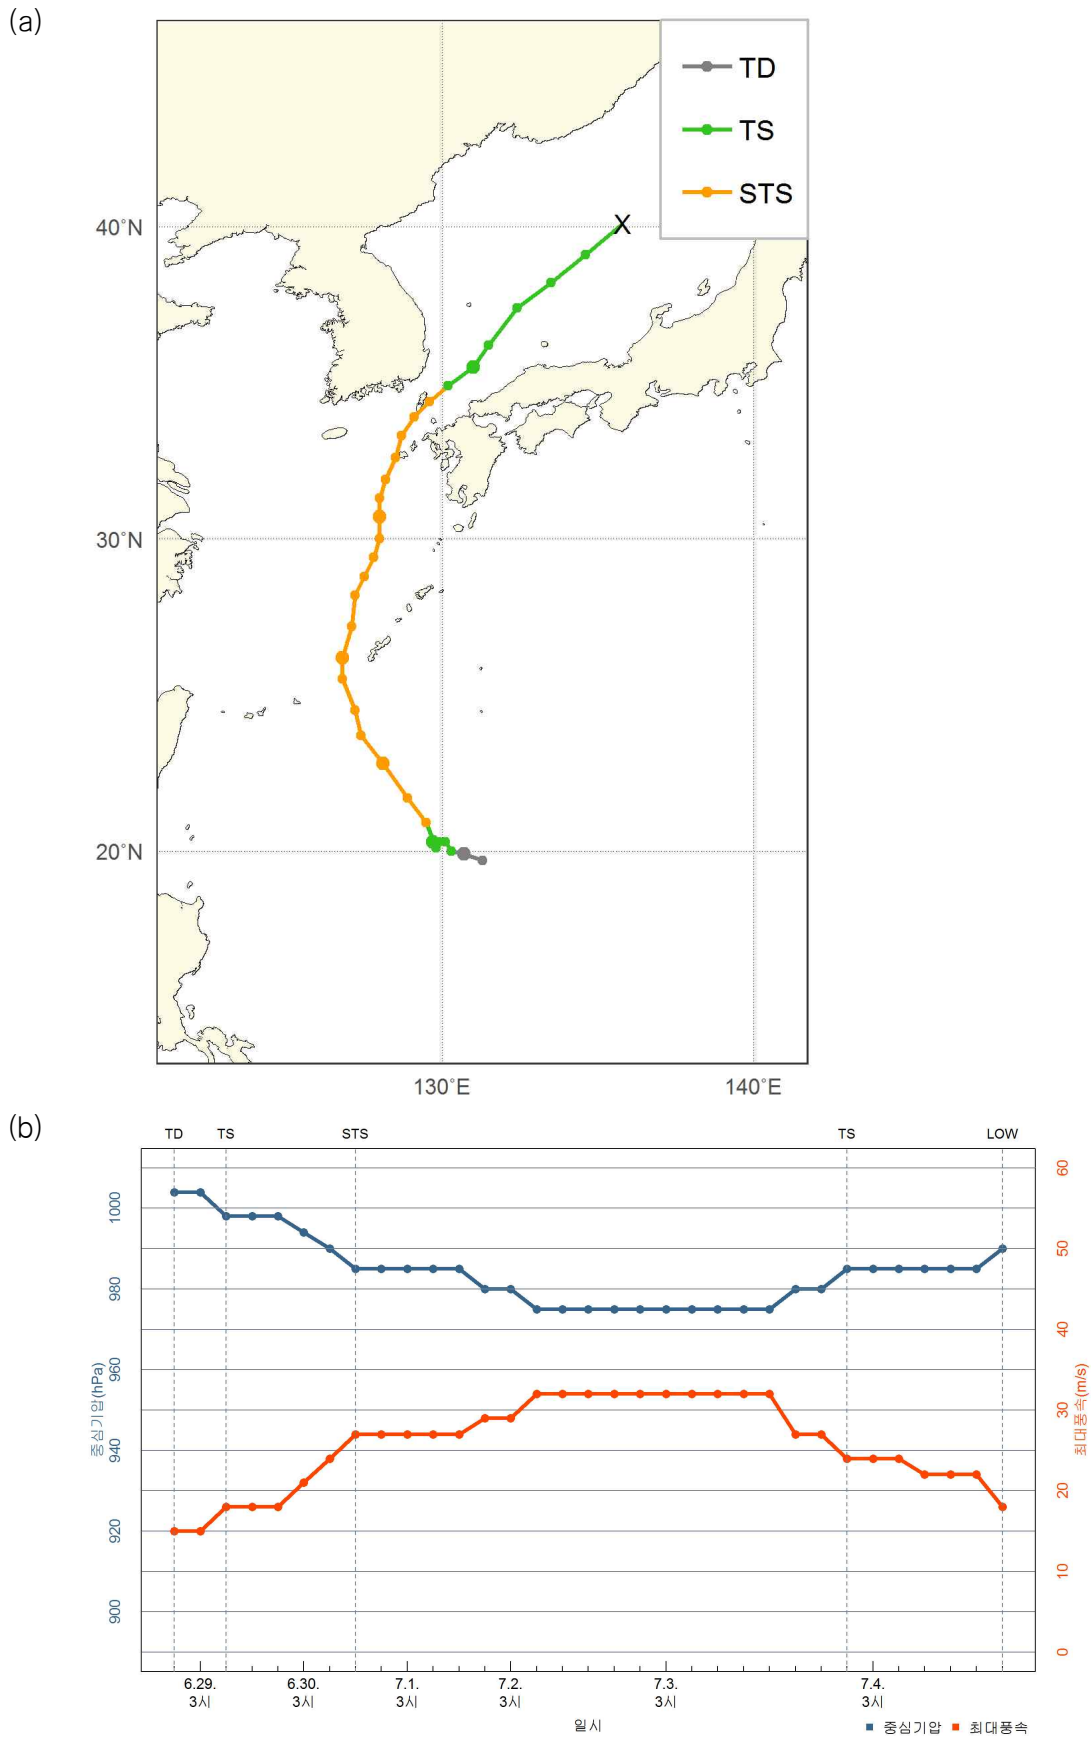 (a)
TD
TS
STS
40°N
30°N
20°N
130°E 140°E
(b)
TD TS STS TS LOW
1000
980
960
940
920
900
중심기압(hPa)
60
50
40
30
20
10
0
최대풍속(m/s)
6.29. 6.30. 7.1. 7.2. 7.3. 7.4.
3시 3시 3시 3시 3시 3시
일시
중심기압 최대풍속
X